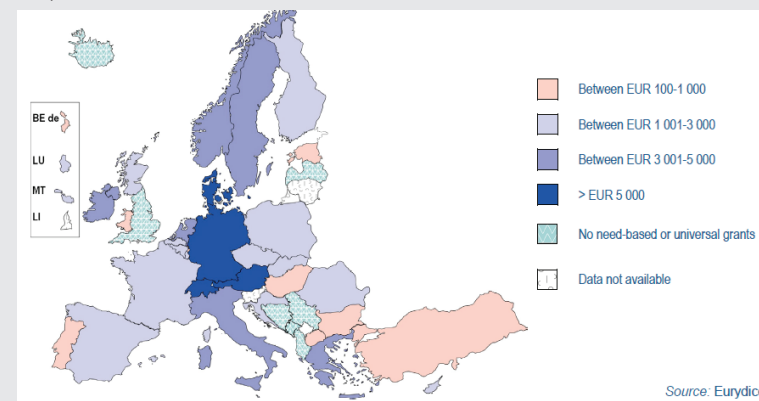 BE de
LU
MT
LI
Between EUR 100-1 000
Between EUR 1 001-3 000
Between EUR 3 001-5 000
> EUR 5 000
No need-based or universal grants
Data not available
Source: Eurydice